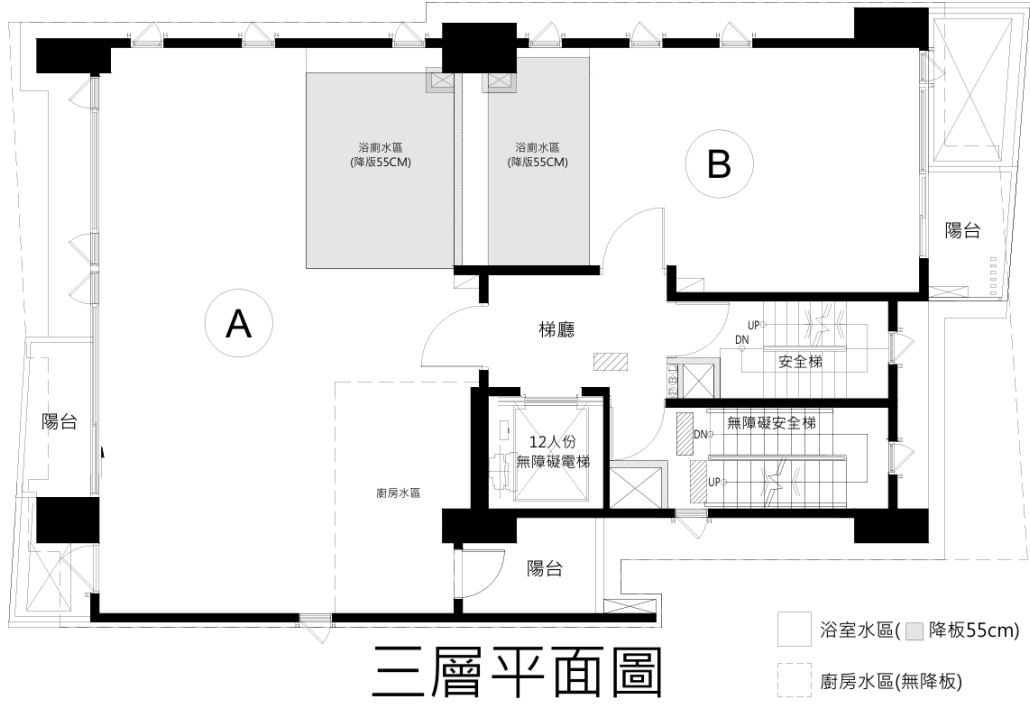 浴廁水區
(降版55CM)
浴廁水區
(降版55CM)
B
陽台
A
梯廳
UP
DN
安全梯
陽台
12人份
無障礙電梯
無障礙安全梯
DN
UP
廚房水區
陽台
浴室水區( 降板55cm)
三層平面圖
廚房水區(無降板)